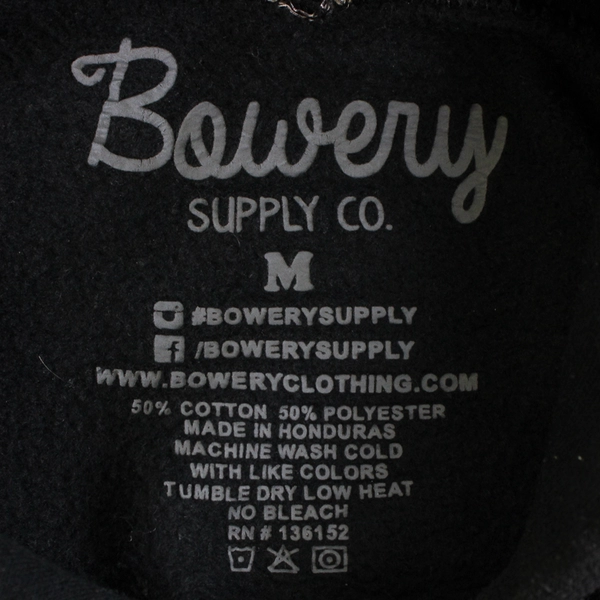 Bowery
SUPPLY CO.
M
#BOWERYSUPPLY
/BOWERYSUPPLY
WWW.BOWERYCLOTHING.COM
50% COTTON 50% POLYESTER
MADE IN HONDURAS
MACHINE WASH COLD
WITH LIKE COLORS
TUMBLE DRY LOW HEAT
NO BLEACH
RN # 136152